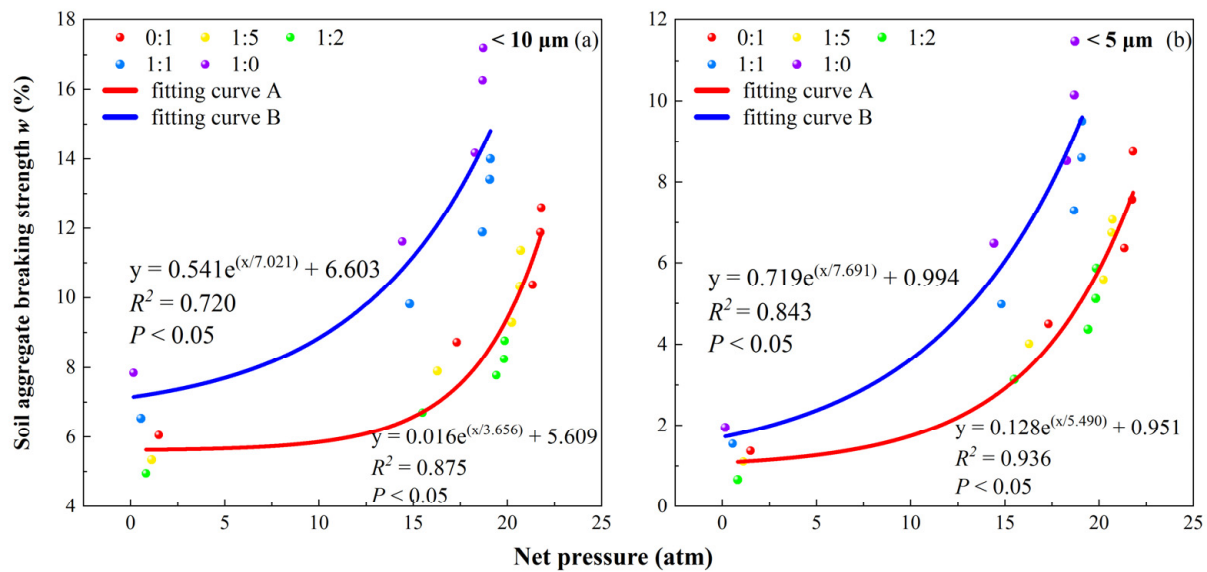 Soil aggregate breaking strength w (%)
18
16
14
12
10
8
6
4
0:1 1:5 1:2
1:1 1:0
fitting curve A
fitting curve B
< 10 μm (a)
y = 0.541e^(x/7.021) + 6.603
R² = 0.720
P < 0.05
y = 0.016e^(x/3.656) + 5.609
R² = 0.875
P < 0.05
0 5 10 15 20 25
12
10
8
6
4
2
0
0:1 1:5 1:2
1:1 1:0
fitting curve A
fitting curve B
< 5 μm (b)
y = 0.719e^(x/7.691) + 0.994
R² = 0.843
P < 0.05
y = 0.128e^(x/5.490) + 0.951
R² = 0.936
P < 0.05
0 5 10 15 20 25
Net pressure (atm)